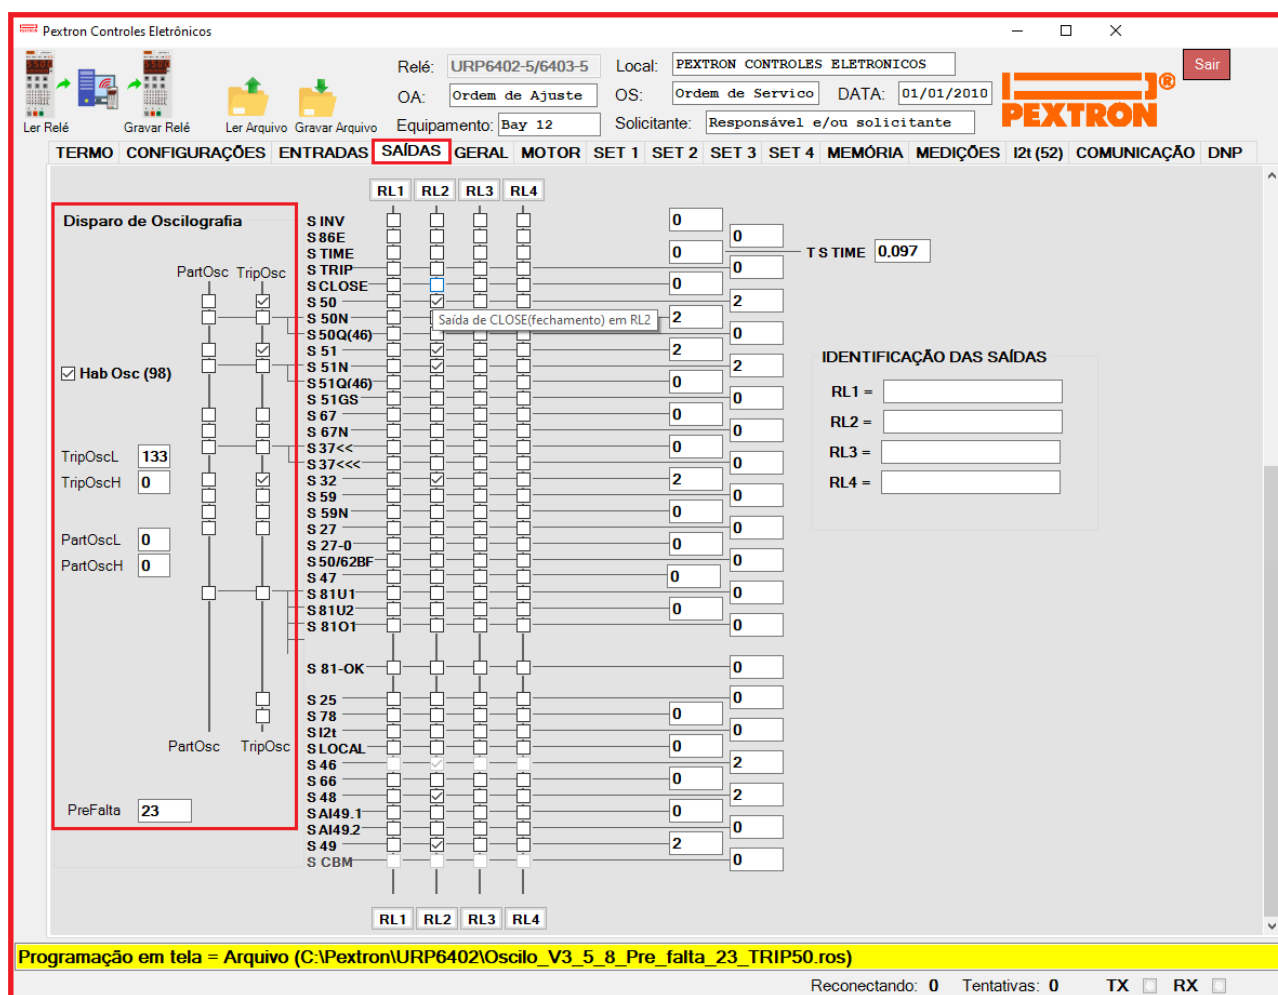 Pextron Controles Eletrônicos
Relé: URP6402-5/6403-5 Local: PEXTRON CONTROLES ELETRONICOS Sair
OA: Ordem de Ajuste OS: Ordem de Servico DATA: 01/01/2010
Ler Relé Gravar Relé Ler Arquivo Gravar Arquivo Equipamento: Bay 12 Solicitante: Responsável e/ou solicitante PEXTRON ®
TERMO CONFIGURAÇÕES ENTRADAS SAÍDAS GERAL MOTOR SET 1 SET 2 SET 3 SET 4 MEMÓRIA MEDIÇÕES I2t (52) COMUNICAÇÃO DNP
RL1 RL2 RL3 RL4
Disparo de Oscilografia
PartOsc TripOsc
Hab Osc (98)
TripOscL 133
TripOscH 0
PartOscL 0
PartOscH 0
PartOsc TripOsc
PreFalta 23
S INV 0
S 86E 0
S TIME 0 T S TIME 0,097
S TRIP 0
S CLOSE 0
S 50 2
Saída de CLOSE(fechamento) em RL2
S 50N 2
S 50Q(46) 0
S 51 2
S 51N 2
S 51Q(46) 0
S 51GS 0
S 67 0
S 67N 0
S 37<< 0
S 37<<< 0
S 32 2
S 59 0
S 59N 0
S 27 0
S 27-0 0
S 50/62BF 0
S 47 0
S 81U1 0
S 81U2 0
S 81O1 0
S 81-OK 0
S 25 0
S 78 0
S I2t 0
S LOCAL 0
S 46 2
S 66 0
S 48 2
S AI49.1 0
S AI49.2 0
S 49 2
S CBM 0
RL1 RL2 RL3 RL4
IDENTIFICAÇÃO DAS SAÍDAS
RL1 =
RL2 =
RL3 =
RL4 =
Programação em tela = Arquivo (C:\Pextron\URP6402\Oscilo_V3_5_8_Pre_falta_23_TRIP50.ros)
Reconectando: 0 Tentativas: 0 TX RX